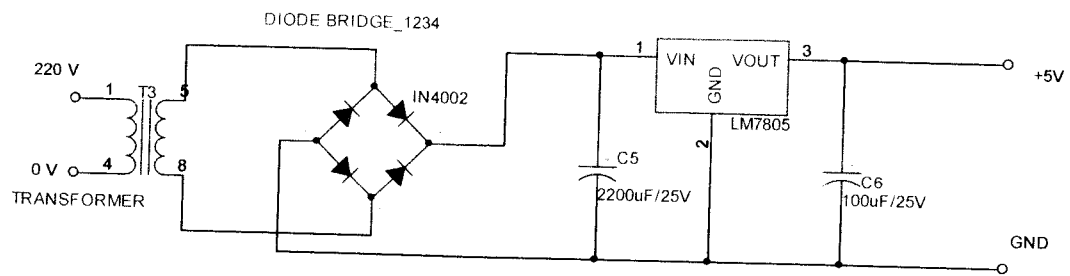 DIODE BRIDGE_1234
220 V
1
T3
5
IN4002
1
VIN
VOUT
GND
3
+5V
LM7805
2
0 V
4
8
TRANSFORMER
C5
2200uF/25V
C6
100uF/25V
GND